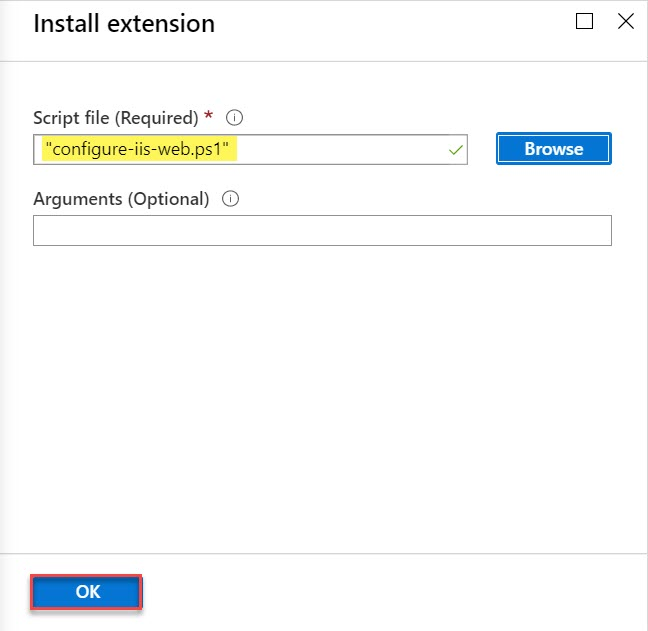 Install extension
Script file (Required) *
"configure-iis-web.ps1"
Browse
Arguments (Optional)
OK